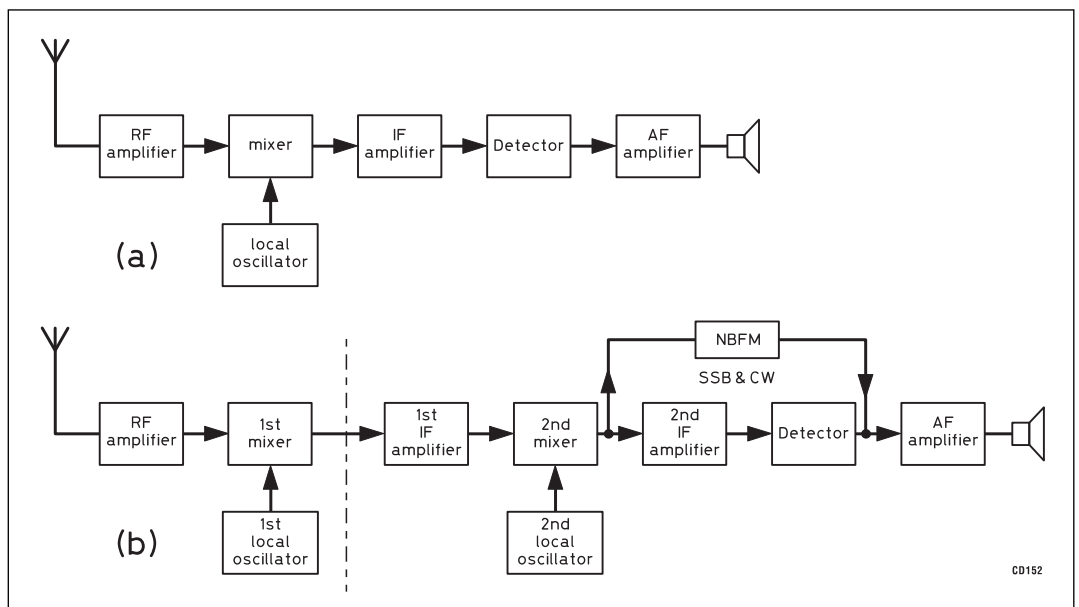 RF
amplifier
mixer
IF
amplifier
Detector
AF
amplifier
local
oscillator
(a)
NBFM
SSB & CW
RF
amplifier
1st
mixer
1st
IF
amplifier
2nd
mixer
2nd
IF
amplifier
Detector
AF
amplifier
1st
local
oscillator
2nd
local
oscillator
(b)
CD152